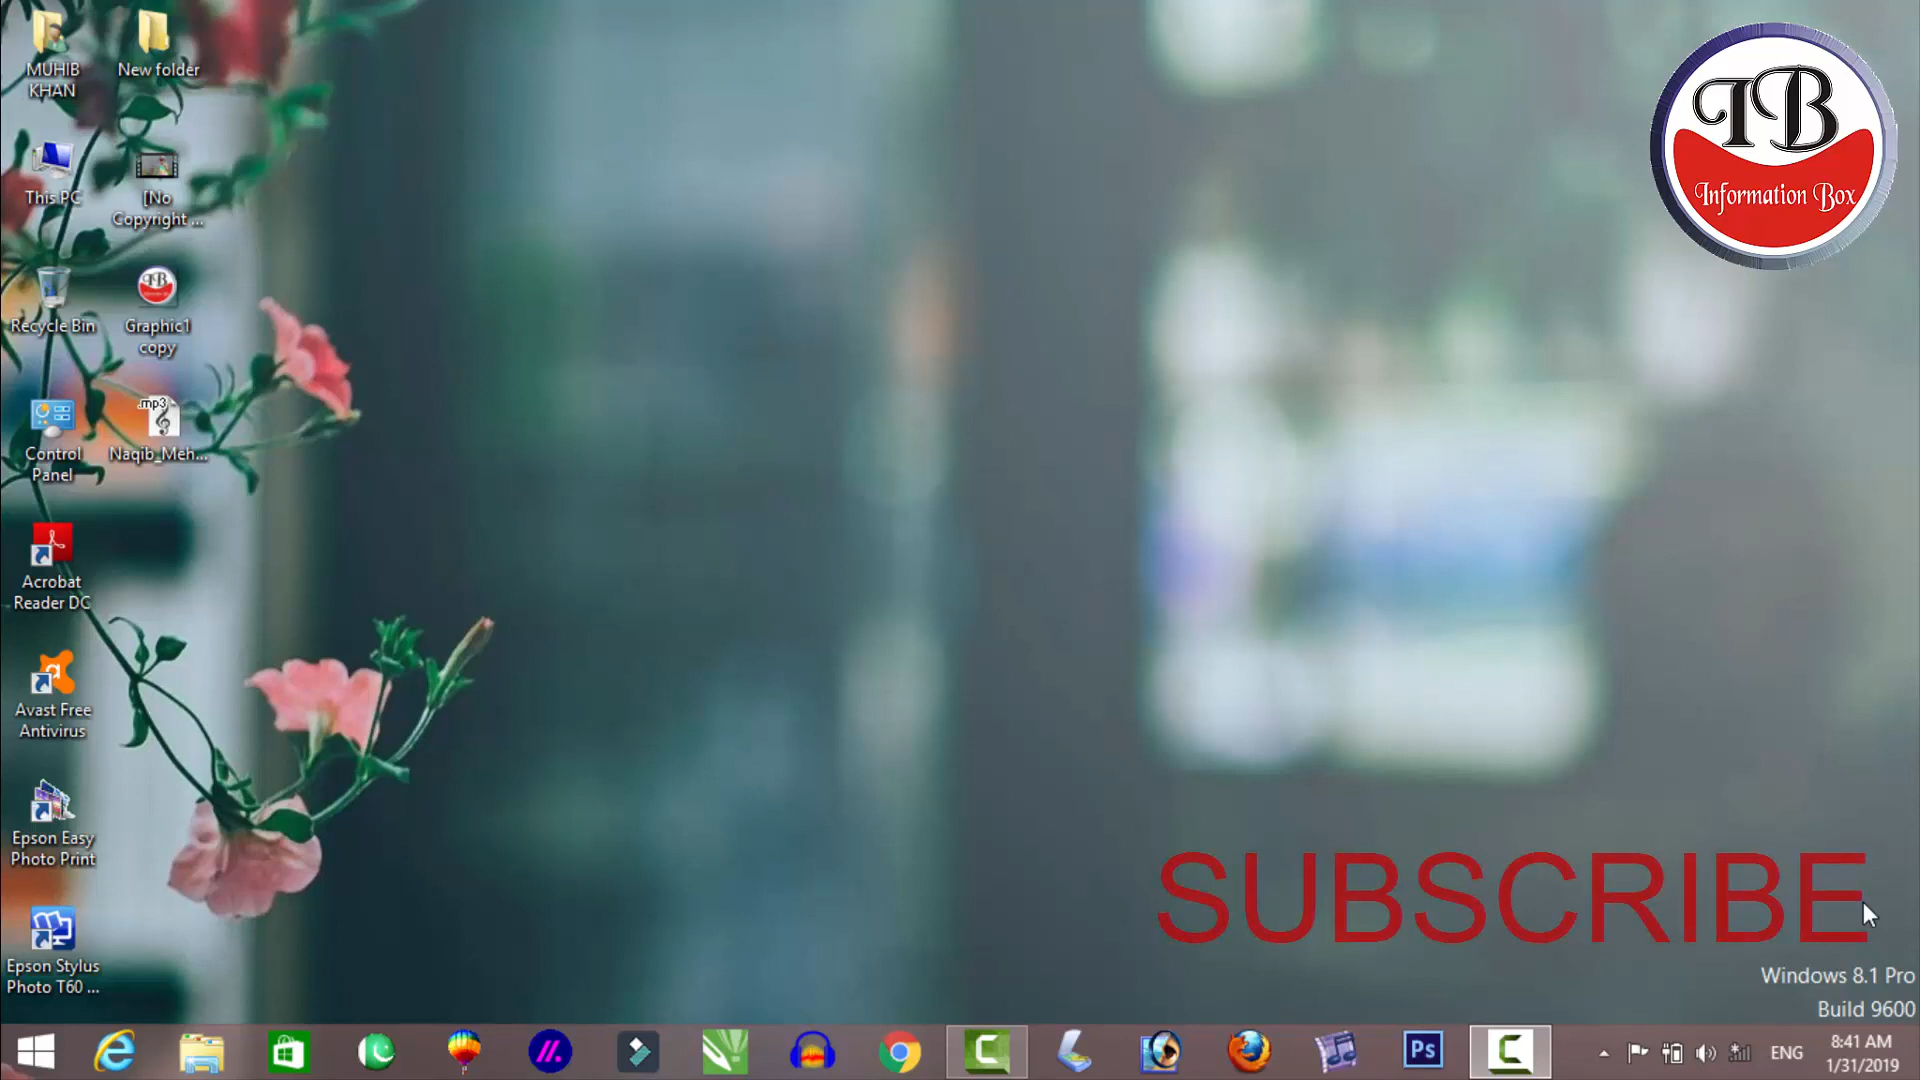 MUHIB
KHAN
New folder
This PC
[No
Copyright ...
Recycle Bin
Graphic1
copy
Control
Panel
.mp3
Naqib_Meh...
Acrobat
Reader DC
Avast Free
Antivirus
Epson Easy
Photo Print
Epson Stylus
Photo T60 ...
IB
Information Box
SUBSCRIBE
Windows 8.1 Pro
Build 9600
Ps
ENG
8:41 AM
1/31/2019